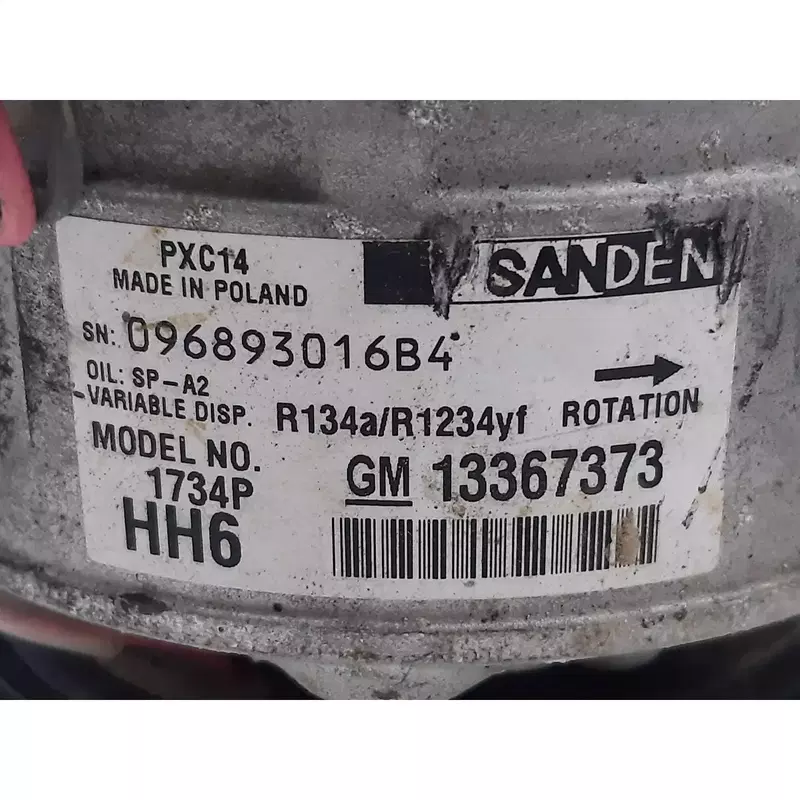 PXC14
MADE IN POLAND
SANDEN
SN: 096893016B4
OIL: SP-A2
-VARIABLE DISP.
R134a/R1234yf
ROTATION
MODEL NO.
1734P
GM 13367373
HH6